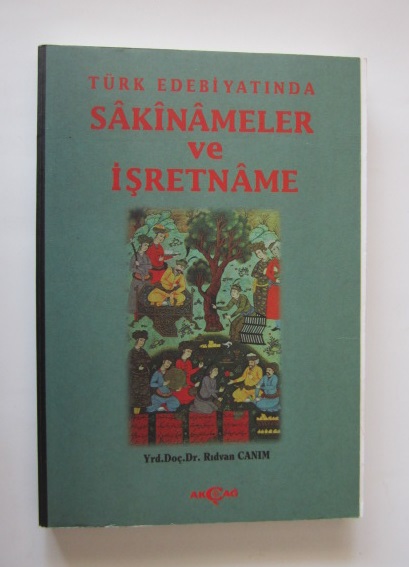 TÜRK EDEBİYATINDA
SÂKÎNÂMELER
ve
İŞRETNÂME
Yrd.Doç.Dr. Rıdvan CANIM
AKÇAĞ